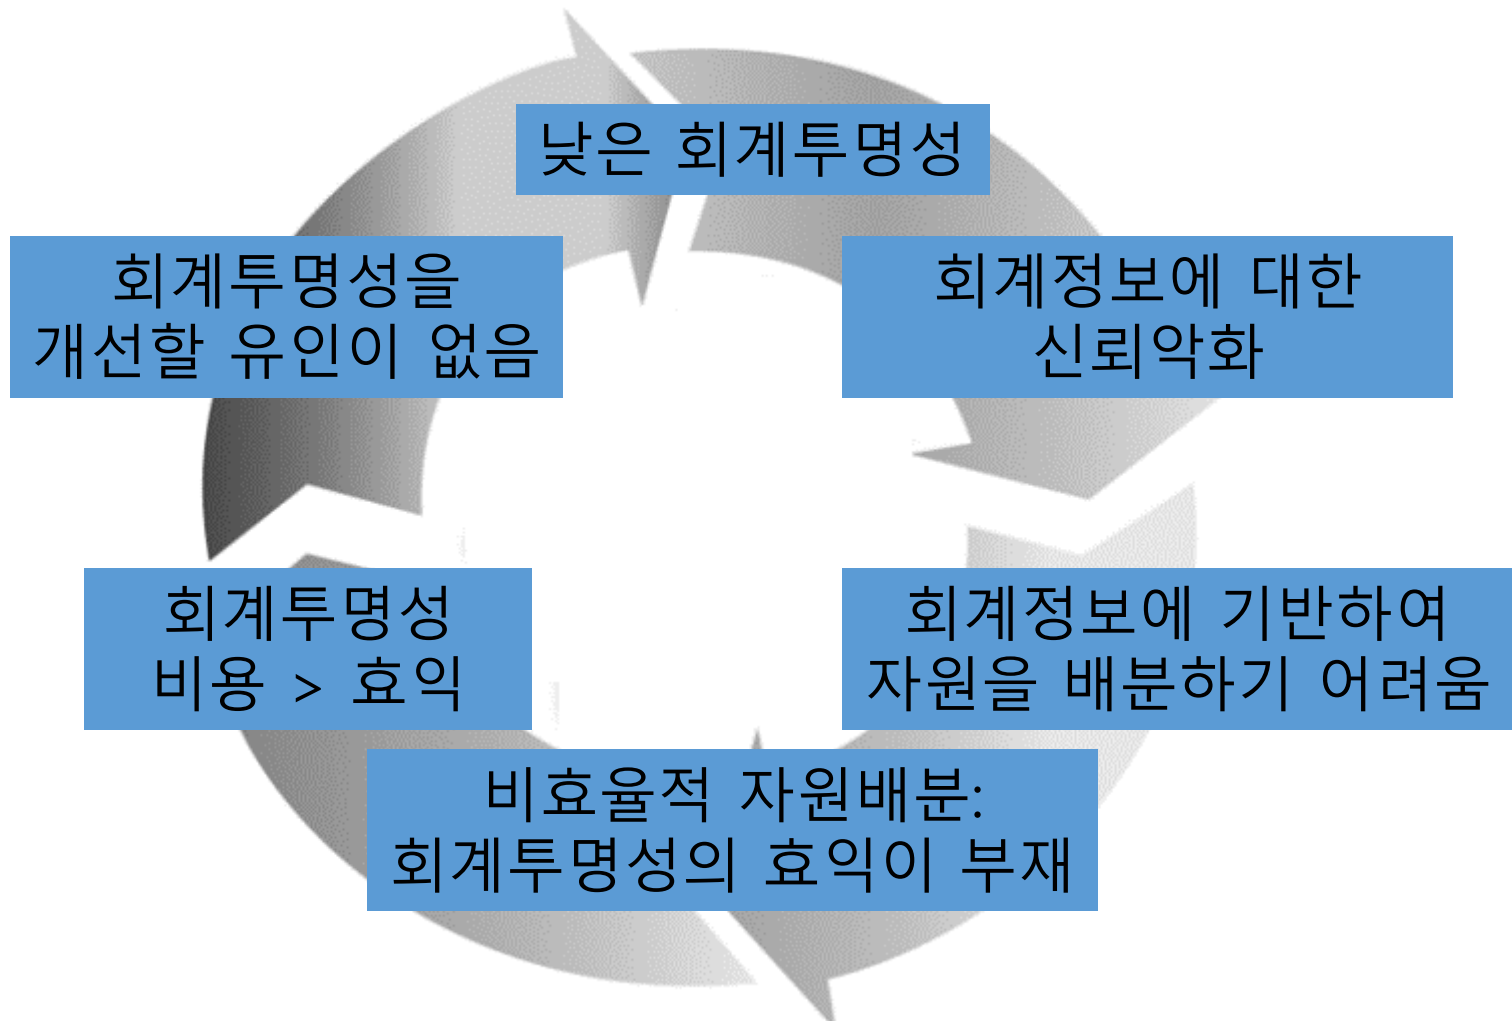 낮은 회계투명성
회계정보에 대한
신뢰악화
회계정보에 기반하여
자원을 배분하기 어려움
비효율적 자원배분:
회계투명성의 효익이 부재
회계투명성
비용 > 효익
회계투명성을
개선할 유인이 없음